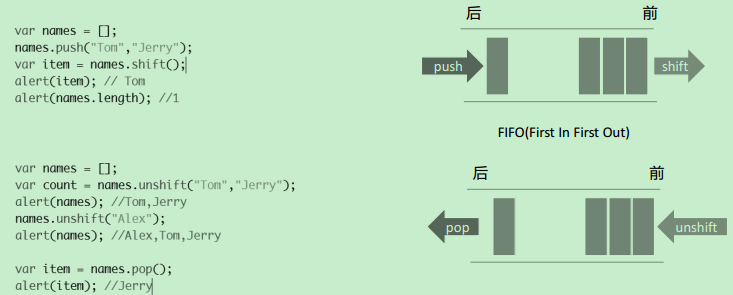 var names = [];
names.push("Tom","Jerry");
var item = names.shift();
alert(item); // Tom
alert(names.length); //1
后 前
push shift
FIFO(First In First Out)
var names = [];
var count = names.unshift("Tom","Jerry");
alert(names); //Tom,Jerry
names.unshift("Alex");
alert(names); //Alex,Tom,Jerry
var item = names.pop();
alert(item); //Jerry
后 前
pop unshift